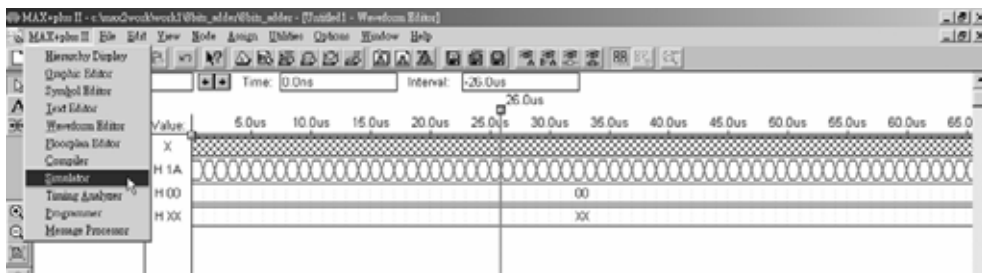 MAX+plus II - c:\max2work\work1\8bits_adder\8bits_adder - [Untitled1 - Waveform Editor]
MAX+plus II File Edit View Node Assign Utilities Options Window Help
Hierarchy Display
Graphic Editor
Symbol Editor
Text Editor
Waveform Editor
Floorplan Editor
Compiler
Simulator
Timing Analyzer
Programmer
Message Processor
Time: 0.0ns Interval: -26.0us
26.0us
Value: 5.0us 10.0us 15.0us 20.0us 25.0us 30.0us 35.0us 40.0us 45.0us 50.0us 55.0us 60.0us 65.0
X
H 1A
H 00 00
H XX XX